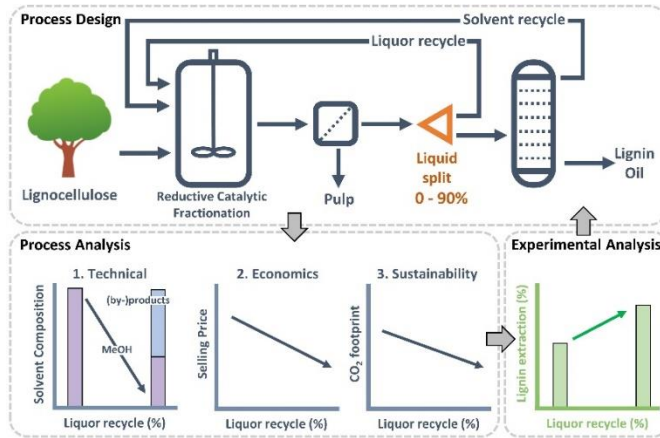 Process Design
Solvent recycle
Liquor recycle
Lignocellulose
Reductive Catalytic
Fractionation
Pulp
Liquid
split
0 - 90%
Lignin
Oil
Process Analysis
1. Technical
Solvent Composition
(by-)products
MeOH
Liquor recycle (%)
2. Economics
Selling Price
Liquor recycle (%)
3. Sustainability
CO₂ footprint
Liquor recycle (%)
Experimental Analysis
Lignin extraction (%)
Liquor recycle (%)